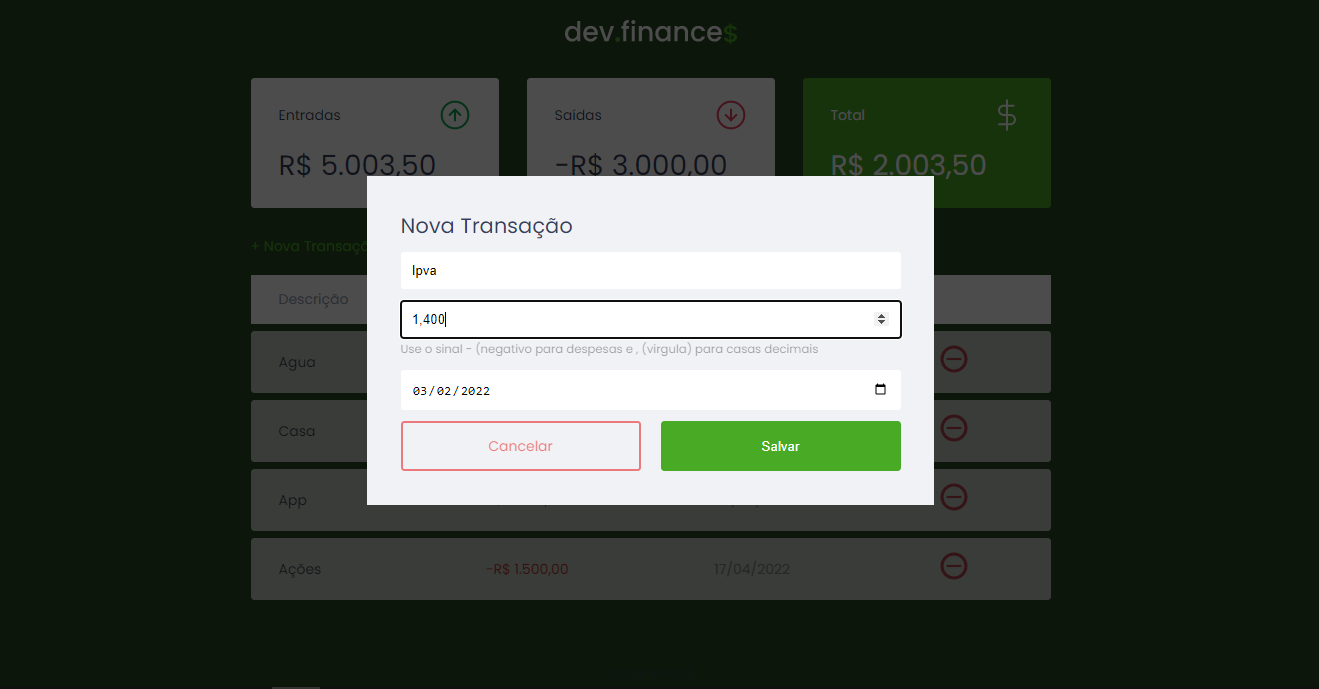 dev.finance$
Entradas
Saídas
Total
R$ 5.003,50
-R$ 3.000,00
R$ 2.003,50
Nova Transação
Ipva
+ Nova Transaçã
Descrição
1,400
Use o sinal - (negativo para despesas e , (virgula) para casas decimais
Agua
03/02/2022
Casa
Cancelar
Salvar
App
Ações -R$ 1.500,00 17/04/2022